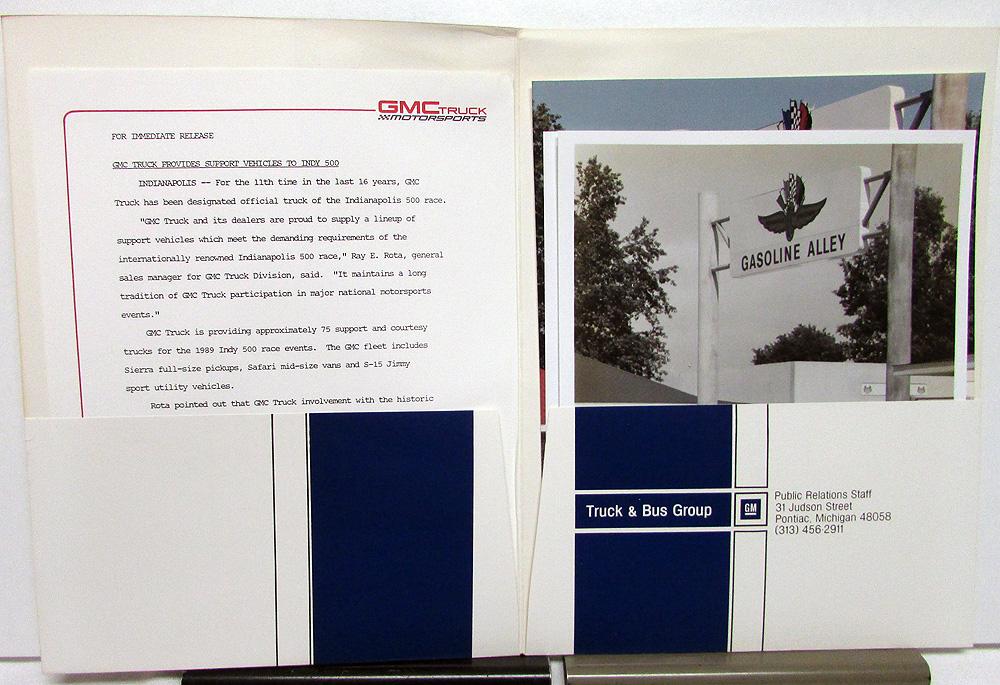 GMC TRUCK
MOTORSPORTS
FOR IMMEDIATE RELEASE
GMC TRUCK PROVIDES SUPPORT VEHICLES TO INDY 500
INDIANAPOLIS -- For the 11th time in the last 16 years, GMC
Truck has been designated official truck of the Indianapolis 500 race.
"GMC Truck and its dealers are proud to supply a lineup of
support vehicles which meet the demanding requirements of the
internationally renowned Indianapolis 500 race," Ray E. Rota, general
sales manager for GMC Truck Division, said. "It maintains a long
tradition of GMC Truck participation in major national motorsports
events."
GMC Truck is providing approximately 75 support and courtesy
trucks for the 1989 Indy 500 race events. The GMC fleet includes
Sierra full-size pickups, Safari mid-size vans and S-15 Jimmy
sport utility vehicles.
Rota pointed out that GMC Truck involvement with the historic
GASOLINE ALLEY
Truck & Bus Group
GM
Public Relations Staff
31 Judson Street
Pontiac, Michigan 48058
(313) 456-2911